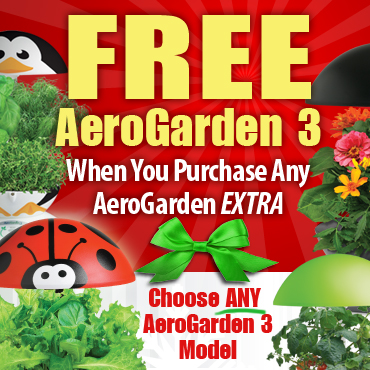 FREE
AeroGarden 3
When You Purchase Any
AeroGarden EXTRA
Choose ANY
AeroGarden 3
Model